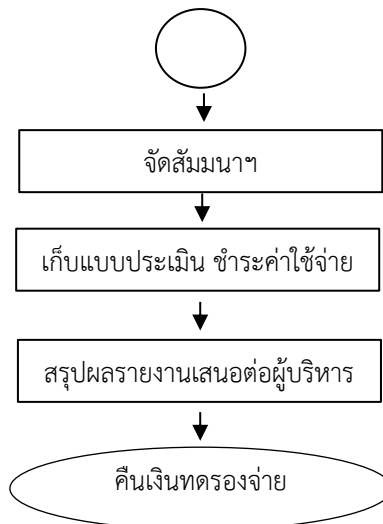 จัดสัมมนาฯ
เก็บแบบประเมิน ชำระค่าใช้จ่าย
สรุปผลรายงานเสนอต่อผู้บริหาร
คืนเงินทดรองจ่าย